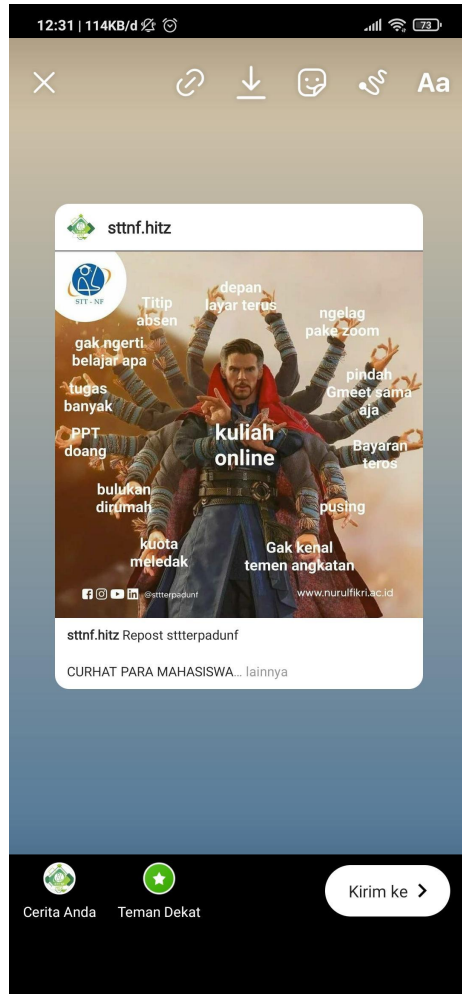 12:31 | 114KB/d
73
Aa
sttnf.hitz
STT - NF
depan
layar terus
Titip
absen
ngelag
pake zoom
gak ngerti
belajar apa
pindah
Gmeet sama
aja
tugas
banyak
kuliah
online
PPT
doang
Bayaran
teros
bulukan
dirumah
pusing
kuota
meledak
Gak kenal
temen angkatan
@sttterpadunf
www.nurulfikri.ac.id
sttnf.hitz Repost sttterpadunf
CURHAT PARA MAHASISWA... lainnya
Cerita Anda
Teman Dekat
Kirim ke